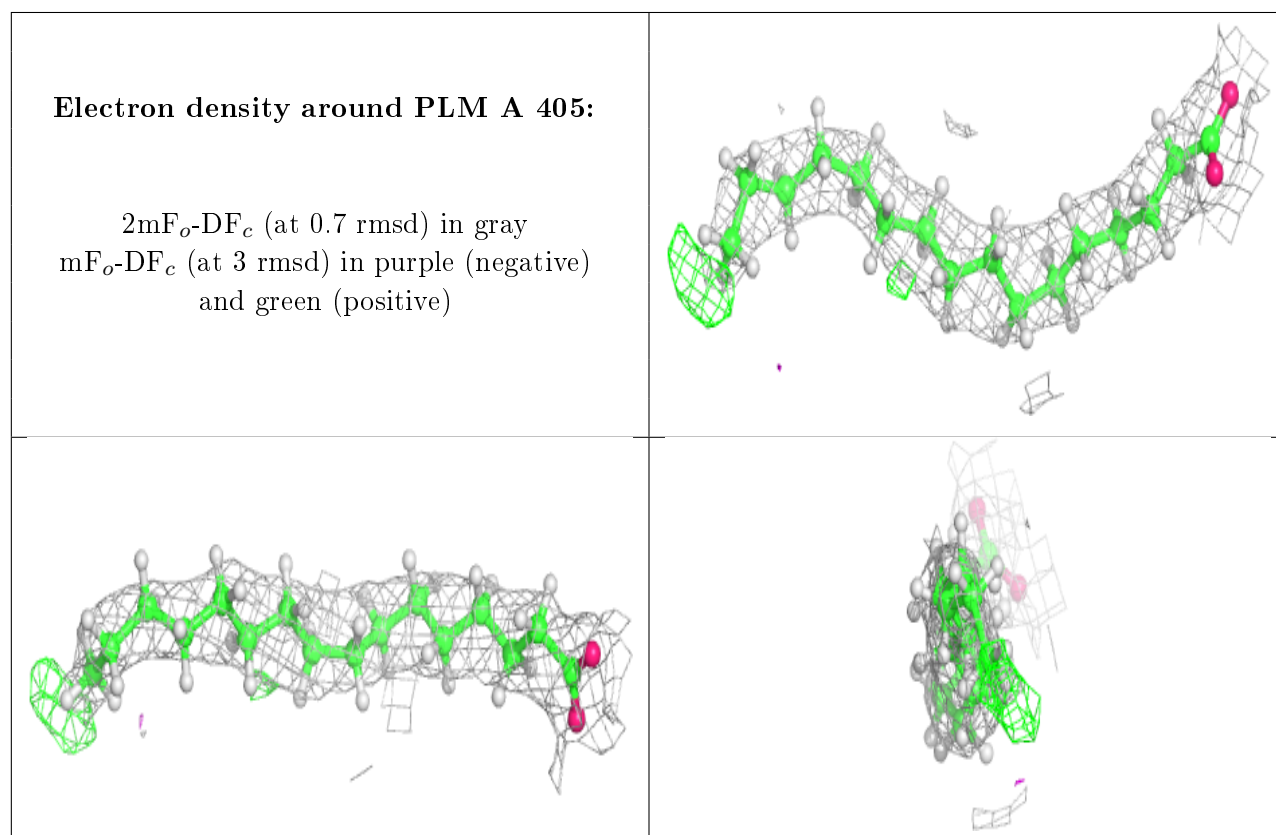 Electron density around PLM A 405:
2mFₒ-DF𝒸 (at 0.7 rmsd) in gray
mFₒ-DF𝒸 (at 3 rmsd) in purple (negative)
and green (positive)